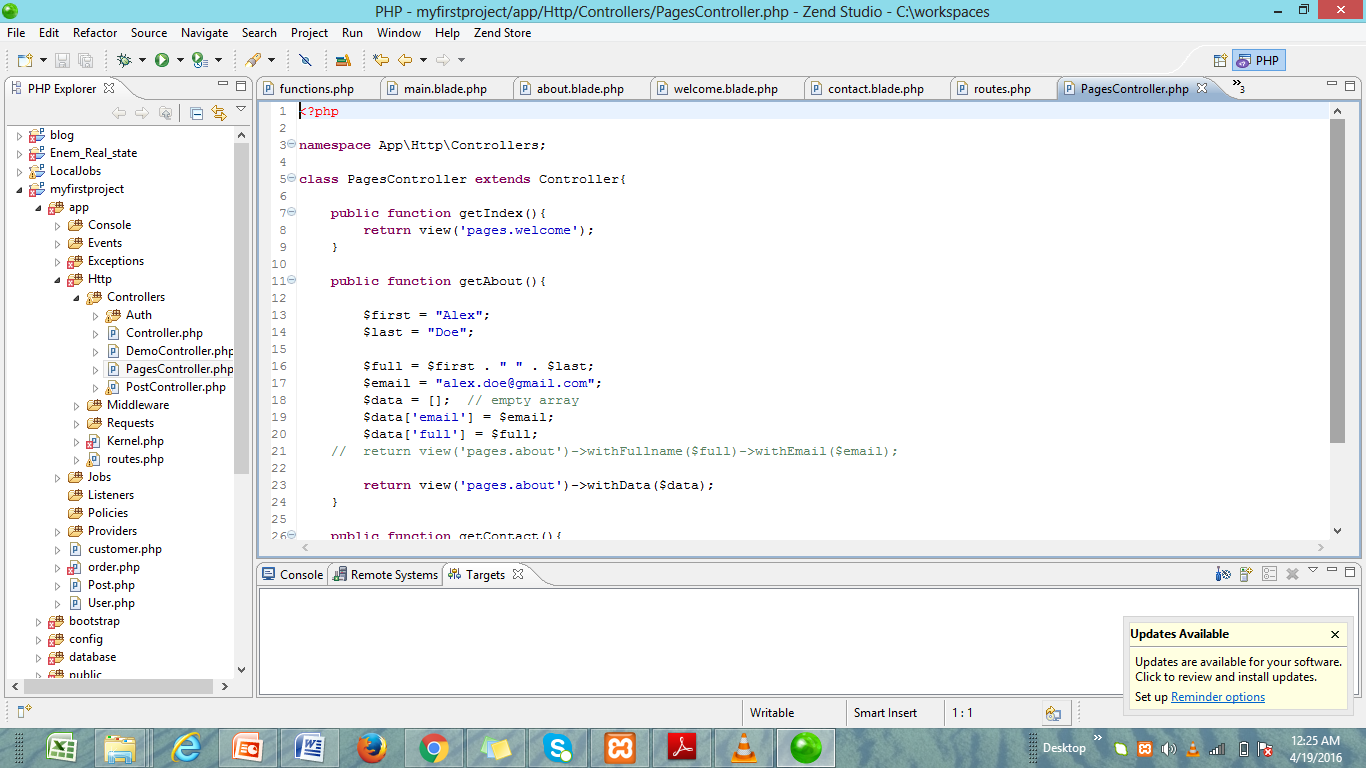 PHP - myfirstproject/app/Http/Controllers/PagesController.php - Zend Studio - C:\workspaces
File Edit Refactor Source Navigate Search Project Run Window Help Zend Store
PHP
PHP Explorer
blog
Enem_Real_state
LocalJobs
myfirstproject
app
Console
Events
Exceptions
Http
Controllers
Auth
Controller.php
DemoController.php
PagesController.php
PostController.php
Middleware
Requests
Kernel.php
routes.php
Jobs
Listeners
Policies
Providers
customer.php
order.php
Post.php
User.php
bootstrap
config
database
public
functions.php main.blade.php about.blade.php welcome.blade.php contact.blade.php routes.php PagesController.php »3
1 <?php
2
3 namespace App\Http\Controllers;
4
5 class PagesController extends Controller{
6
7 public function getIndex(){
8 return view('pages.welcome');
9 }
10
11 public function getAbout(){
12
13 $first = "Alex";
14 $last = "Doe";
15
16 $full = $first . " " . $last;
17 $email = "alex.doe@gmail.com";
18 $data = []; // empty array
19 $data['email'] = $email;
20 $data['full'] = $full;
21 // return view('pages.about')->withFullname($full)->withEmail($email);
22
23 return view('pages.about')->withData($data);
24 }
25
26 public function getContact(){
Console Remote Systems Targets
Updates Available
Updates are available for your software.
Click to review and install updates.
Set up Reminder options
Writable Smart Insert 1 : 1
Desktop
12:25 AM
4/19/2016